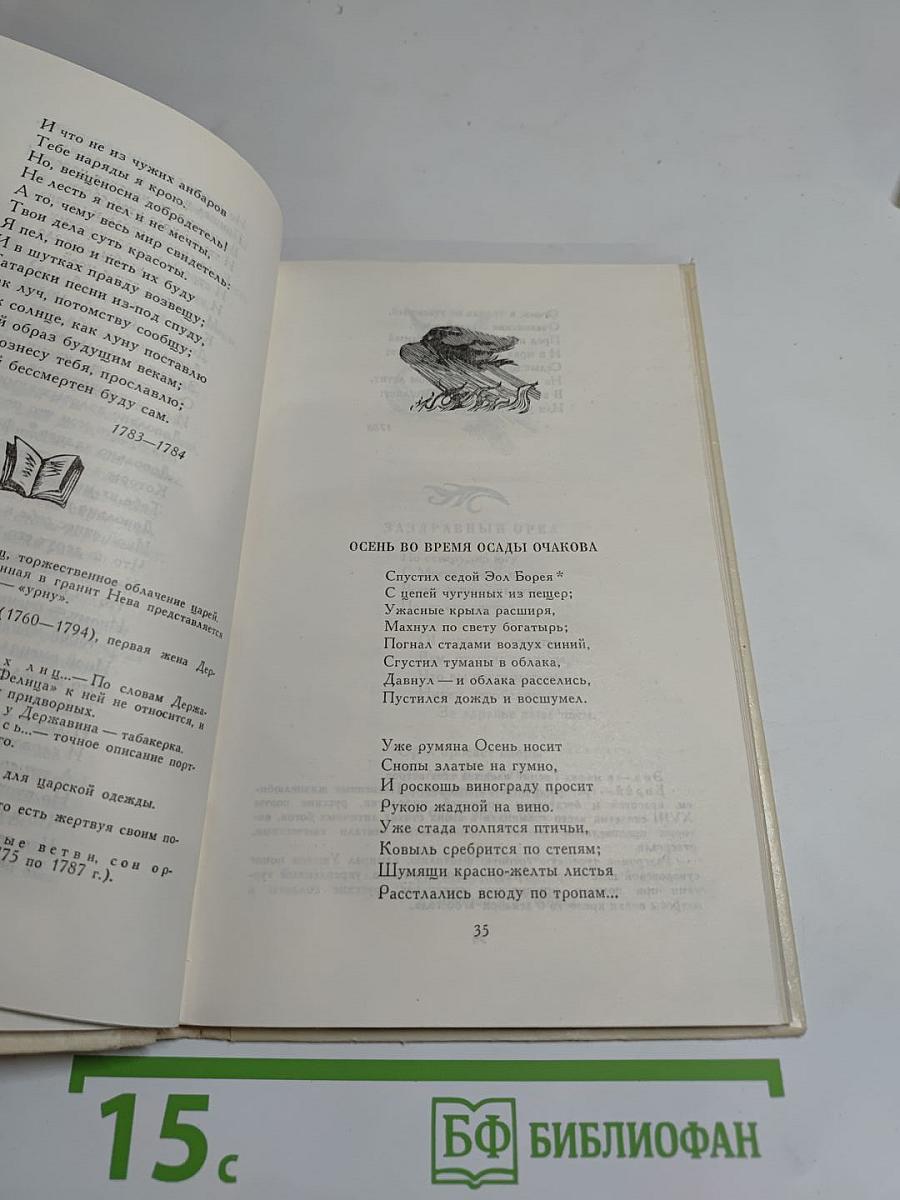 И что не из чужих анбаров
Тебе наряды я крою.
Но, венценосна добродетель!
Не лесть я пел и не мечты,
А то, чему весь мир свидетель:
Твои дела суть красоты.
Я пел, пою и петь их буду
И в шутках правду возвещу;
Татарски песни из-под спуду,
луч, потомству сообщу;
солнце, как луну поставлю
образ будущим векам;
тебя, прославлю;
бессмертен буду сам.
1783—1784
торжественное облачение царей.
в гранит Нева представляется
— «урну».
(1760—1794), первая жена Дер-
лиц...— По словам Держа-
«Фелица» к ней не относится, в
придворных.
у Державина — табакерка.
сь...— точное описание порт-
для царской одежды.
есть жертвуя своим по-
ветви, сон ор-
по 1787 г.).
ОСЕНЬ ВО ВРЕМЯ ОСАДЫ ОЧАКОВА
Спустил седой Эол Борея*
С цепей чугунных из пещер;
Ужасные крыла расширя,
Махнул по свету богатырь;
Погнал стадами воздух синий,
Сгустил туманы в облака,
Давнул — и облака расселись,
Пустился дождь и восшумел.
Уже румяна Осень носит
Снопы златые на гумно,
И роскошь винограду просит
Рукою жадной на вино.
Уже стада толпятся птичьи,
Ковыль сребрится по степям;
Шумящи красно-желты листья
Расстлались всюду по тропам...
35
15 с
БФ БИБЛИОФАН